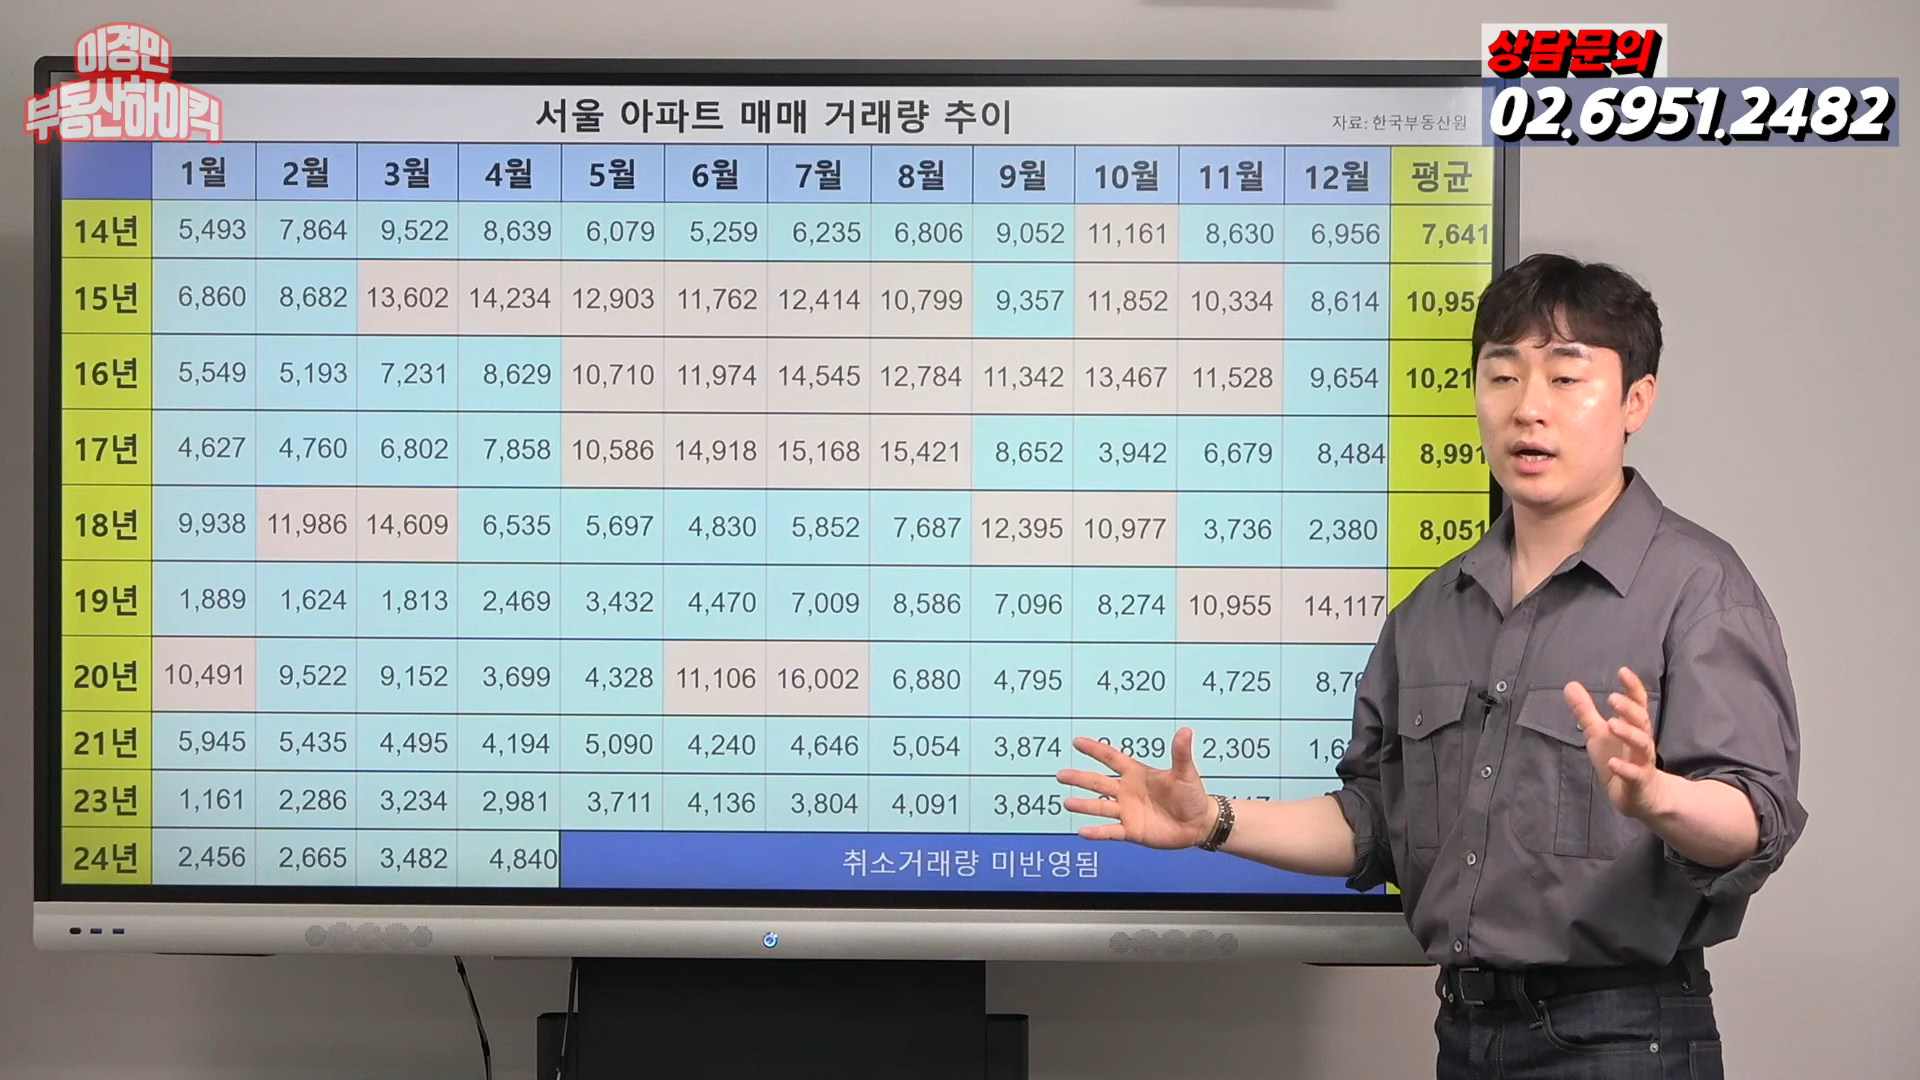 이경민
부동산하이킥
상담문의
02.6951.2482
서울 아파트 매매 거래량 추이
자료: 한국부동산원
1월 2월 3월 4월 5월 6월 7월 8월 9월 10월 11월 12월 평균
14년 5,493 7,864 9,522 8,639 6,079 5,259 6,235 6,806 9,052 11,161 8,630 6,956 7,641
15년 6,860 8,682 13,602 14,234 12,903 11,762 12,414 10,799 9,357 11,852 10,334 8,614
16년 5,549 5,193 7,231 8,629 10,710 11,974 14,545 12,784 11,342 13,467 11,528 9,654
17년 4,627 4,760 6,802 7,858 10,586 14,918 15,168 15,421 8,652 3,942 6,679 8,484 8,991
18년 9,938 11,986 14,609 6,535 5,697 4,830 5,852 7,687 12,395 10,977 3,736 2,380 8,051
19년 1,889 1,624 1,813 2,469 3,432 4,470 7,009 8,586 7,096 8,274 10,955 14,117
20년 10,491 9,522 9,152 3,699 4,328 11,106 16,002 6,880 4,795 4,320 4,725
21년 5,945 5,435 4,495 4,194 5,090 4,240 4,646 5,054 3,874 2,305
23년 1,161 2,286 3,234 2,981 3,711 4,136 3,804 4,091 3,845
24년 2,456 2,665 3,482 4,840 취소거래량 미반영됨